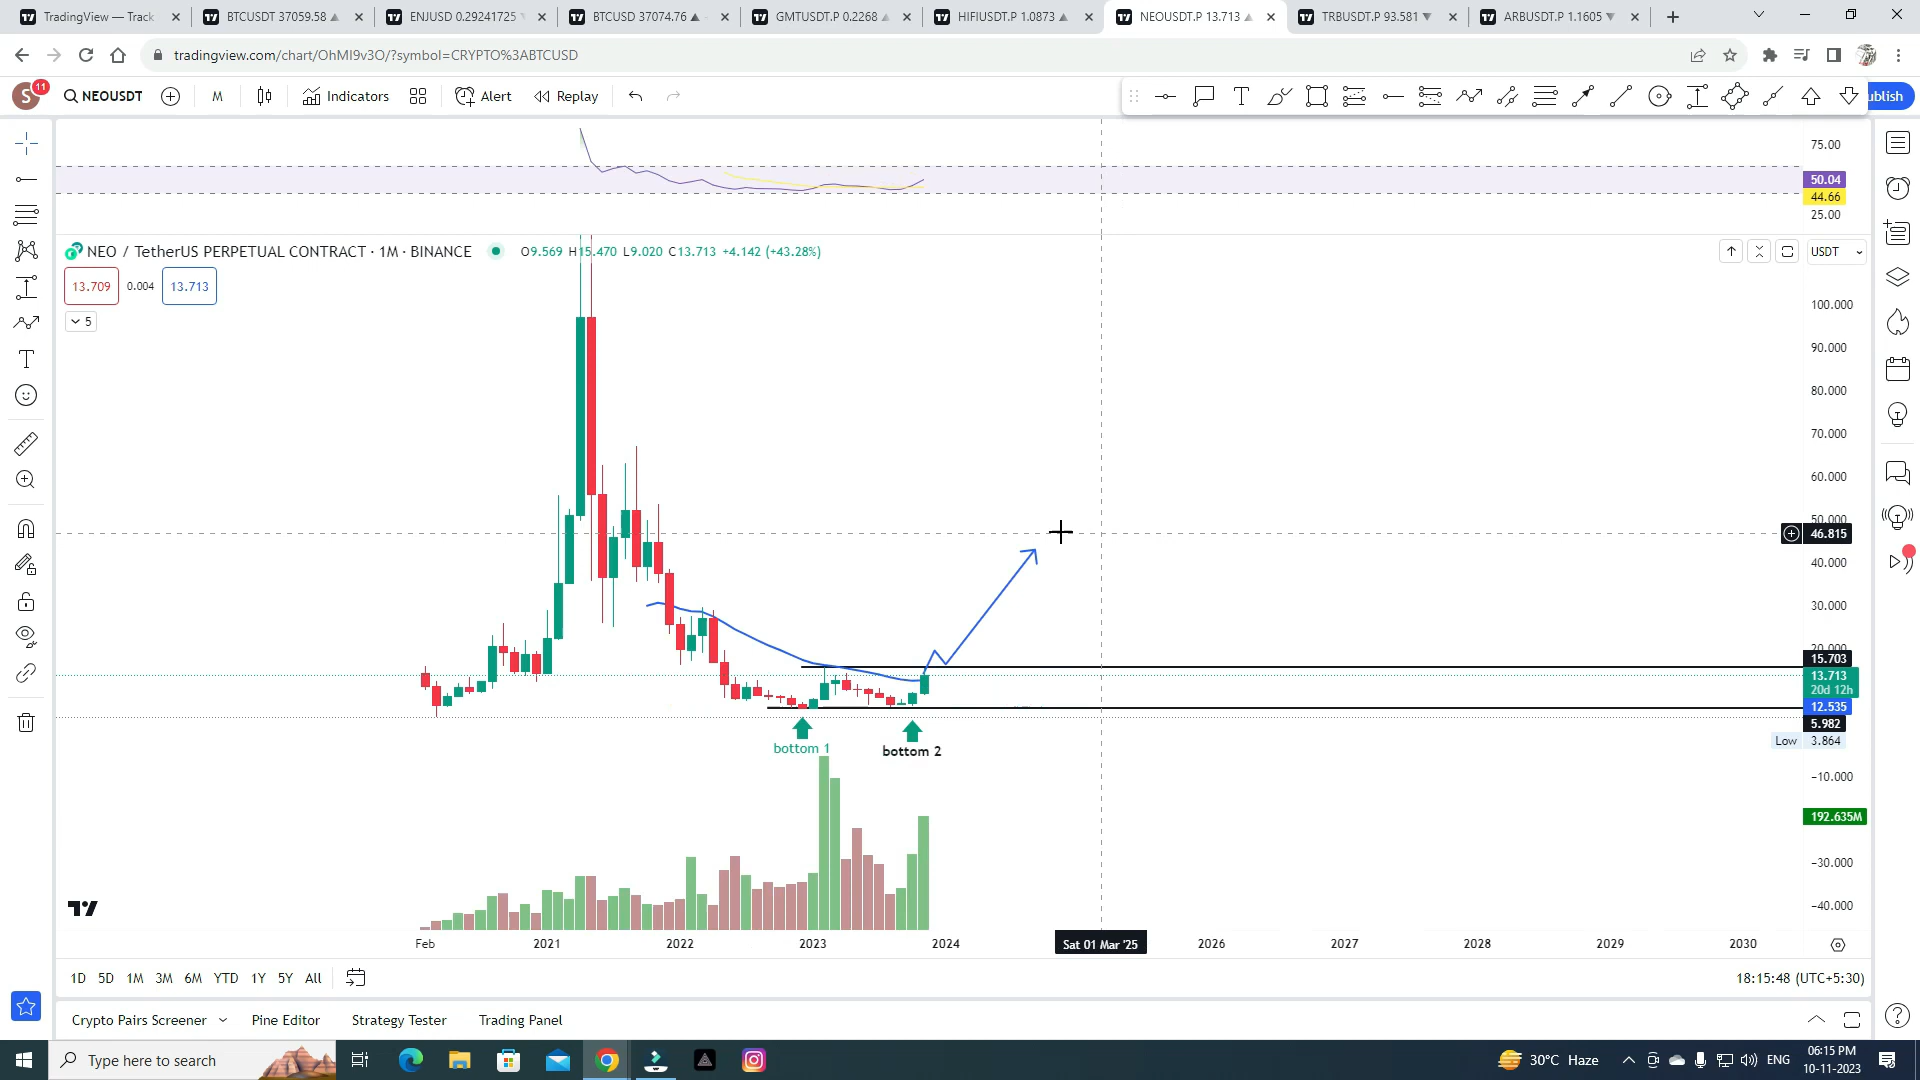 TradingView — Track
BTCUSDT 37059.58
ENJUSD 0.29241725
BTCUSD 37074.76
GMTUSDT.P 0.2268
HIFIUSDT.P 1.0873
NEOUSDT.P 13.713
TRBUSDT.P 93.581
ARBUSDT.P 1.1605
tradingview.com/chart/OhMI9v3O/?symbol=CRYPTO%3ABTCUSD
S 11 NEOUSDT M Indicators Alert Replay ublish
75.00
50.04
44.66
25.00
NEO / TetherUS PERPETUAL CONTRACT · 1M · BINANCE O9.569 H15.470 L9.020 C13.713 +4.142 (+43.28%) USDT
13.709 0.004 13.713
5
100.000
90.000
80.000
70.000
60.000
50.000
46.815
40.000
30.000
20.000
15.703
13.713
20d 12h
12.535
5.982
Low 3.864
bottom 1
bottom 2
−10.000
192.635M
−30.000
−40.000
Feb 2021 2022 2023 2024 Sat 01 Mar '25 2026 2027 2028 2029 2030
1D 5D 1M 3M 6M YTD 1Y 5Y All 18:15:48 (UTC+5:30)
Crypto Pairs Screener Pine Editor Strategy Tester Trading Panel
Type here to search 30°C Haze ENG 06:15 PM
10-11-2023